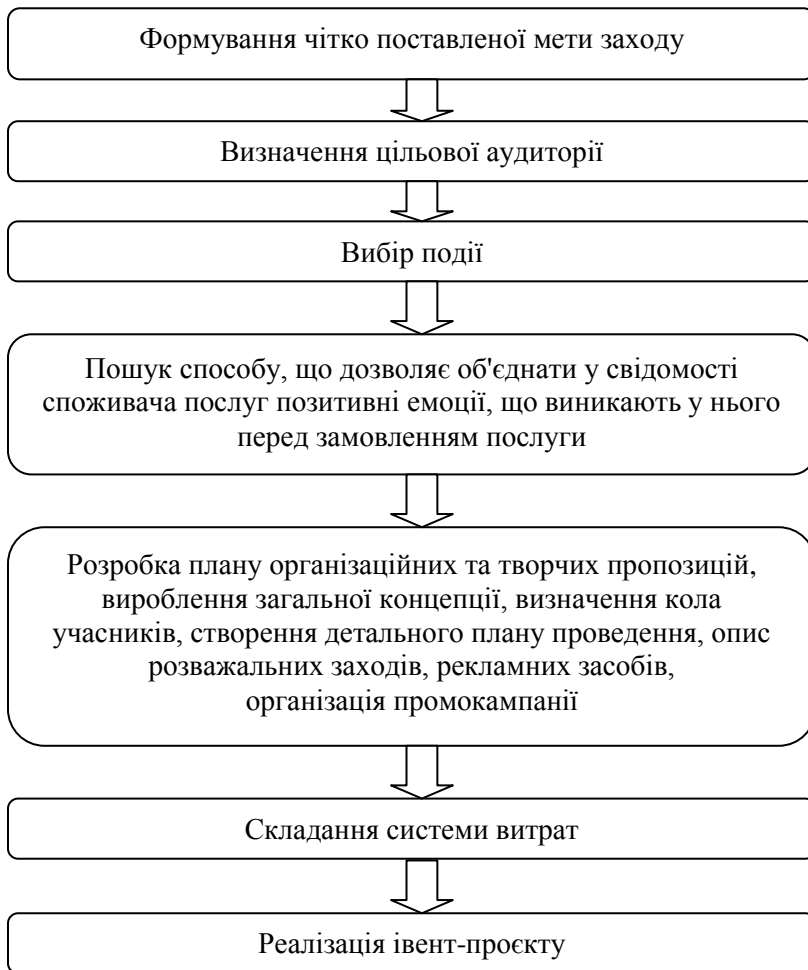 Формування чітко поставленої мети заходу
Визначення цільової аудиторії
Вибір події
Пошук способу, що дозволяє об'єднати у свідомості
споживача послуг позитивні емоції, що виникають у нього
перед замовленням послуги
Розробка плану організаційних та творчих пропозицій,
вироблення загальної концепції, визначення кола
учасників, створення детального плану проведення, опис
розважальних заходів, рекламних засобів,
організація промокампанії
Складання системи витрат
Реалізація івент-проєкту